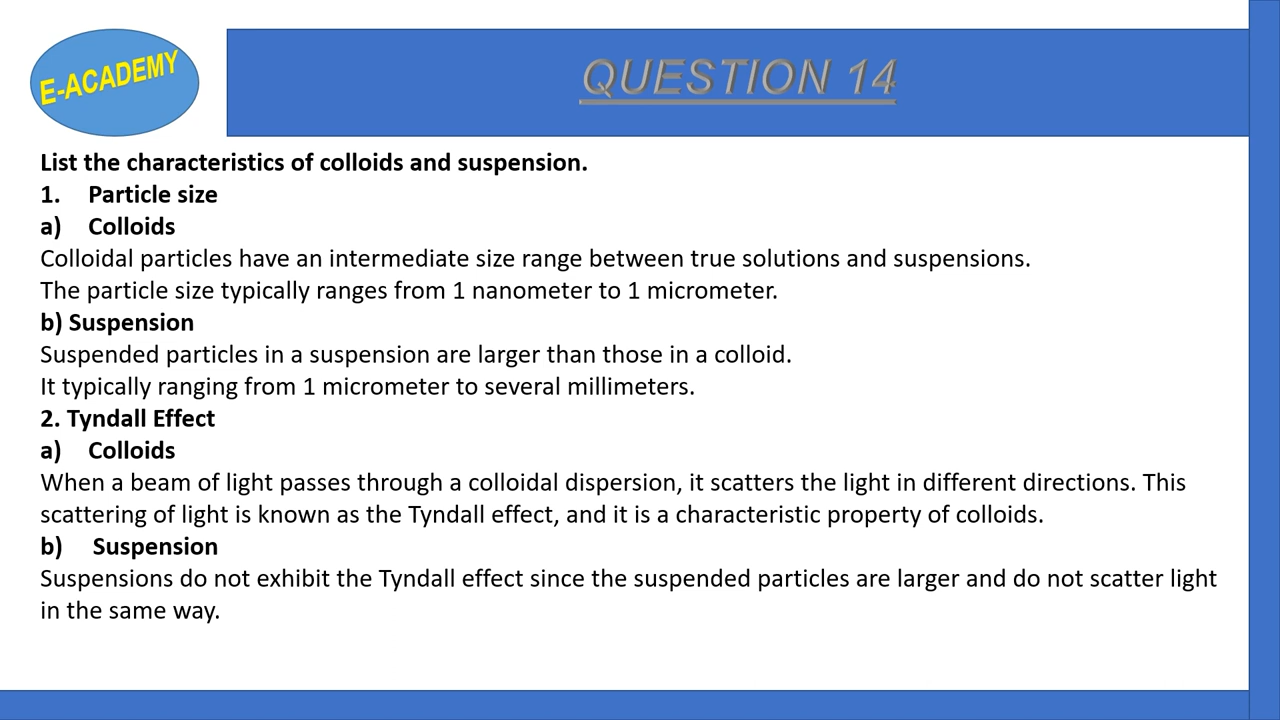 E-ACADEMY
QUESTION 14
List the characteristics of colloids and suspension.
1. Particle size
a) Colloids
Colloidal particles have an intermediate size range between true solutions and suspensions.
The particle size typically ranges from 1 nanometer to 1 micrometer.
b) Suspension
Suspended particles in a suspension are larger than those in a colloid.
It typically ranging from 1 micrometer to several millimeters.
2. Tyndall Effect
a) Colloids
When a beam of light passes through a colloidal dispersion, it scatters the light in different directions. This
scattering of light is known as the Tyndall effect, and it is a characteristic property of colloids.
b) Suspension
Suspensions do not exhibit the Tyndall effect since the suspended particles are larger and do not scatter light
in the same way.